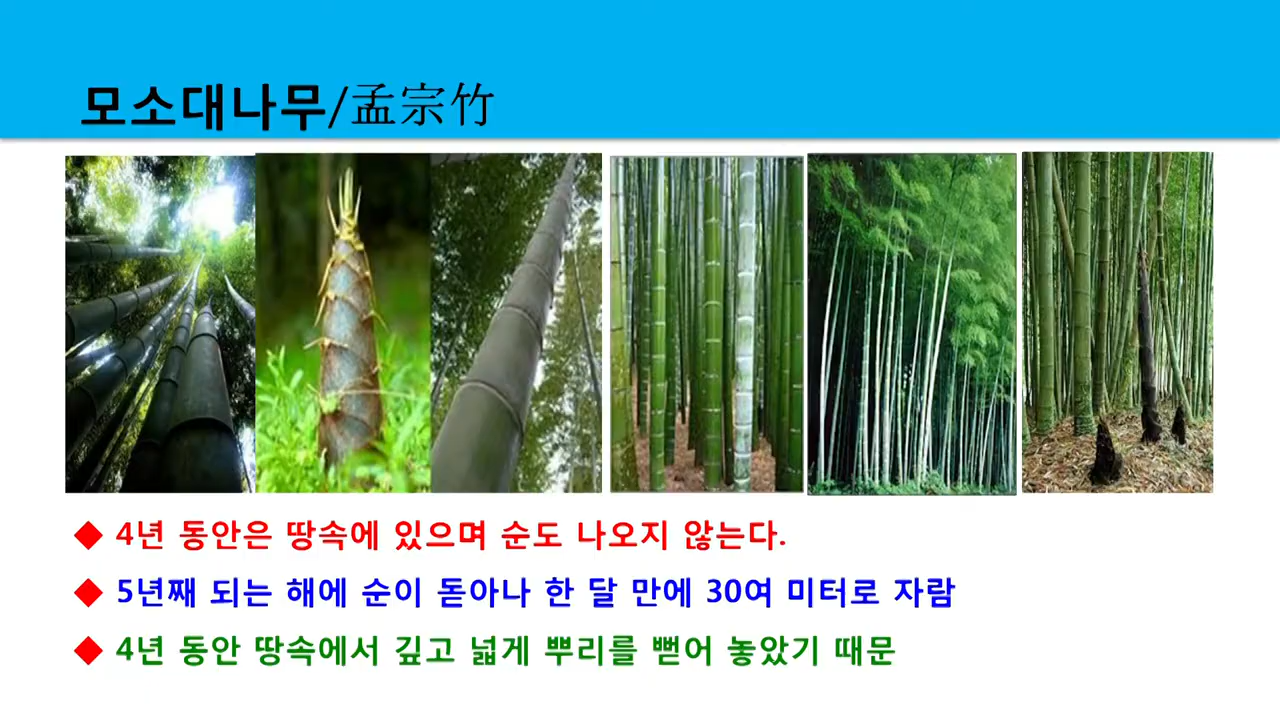 모소대나무/孟宗竹
◆ 4년 동안은 땅속에 있으며 순도 나오지 않는다.
◆ 5년째 되는 해에 순이 돋아나 한 달 만에 30여 미터로 자람
◆ 4년 동안 땅속에서 깊고 넓게 뿌리를 뻗어 놓았기 때문